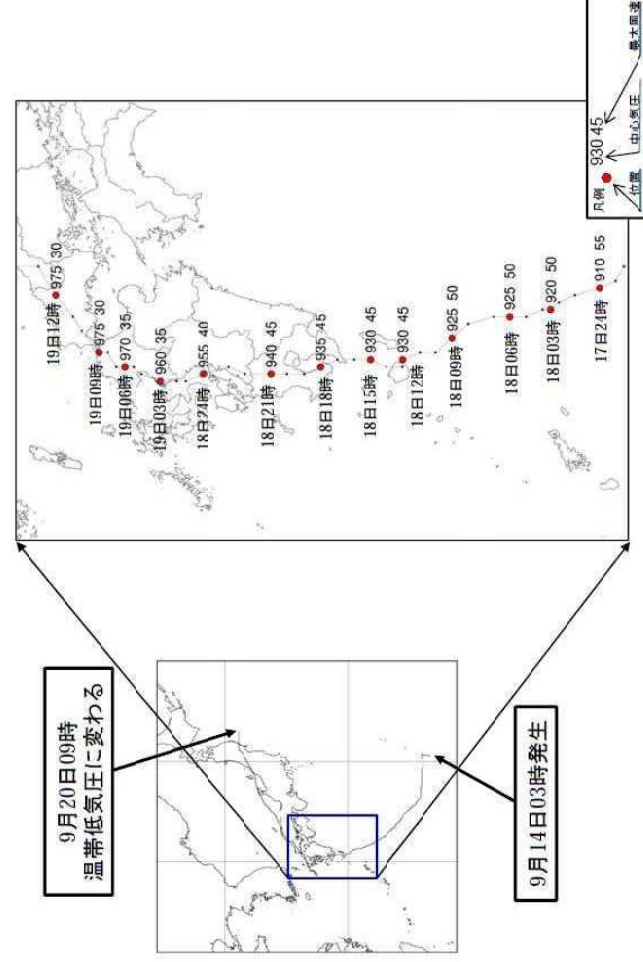 9月20日09時
温帯低気圧に変わる
9月14日03時発生
19日12時 975 30
19日09時 975 30
19日06時 970 35
19日03時 960 35
18日24時 955 40
18日21時 940 45
18日18時 935 45
18日15時 930 45
18日12時 930 45
18日09時 925 50
18日06時 925 50
18日03時 920 50
17日24時 910 55
凡例 930 45
位置 中心気圧 最大風速